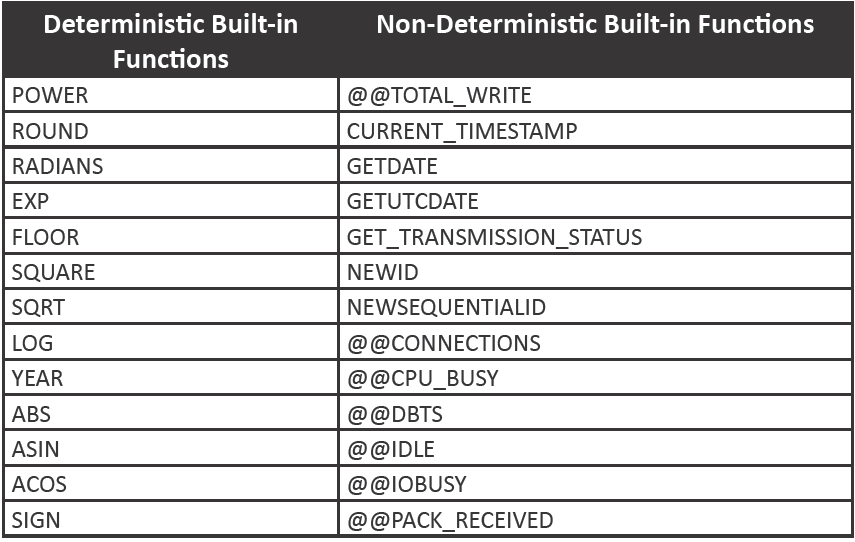 Deterministic Built-in Functions Non-Deterministic Built-in Functions
POWER @@TOTAL_WRITE
ROUND CURRENT_TIMESTAMP
RADIANS GETDATE
EXP GETUTCDATE
FLOOR GET_TRANSMISSION_STATUS
SQUARE NEWID
SQRT NEWSEQUENTIALID
LOG @@CONNECTIONS
YEAR @@CPU_BUSY
ABS @@DBTS
ASIN @@IDLE
ACOS @@IOBUSY
SIGN @@PACK_RECEIVED